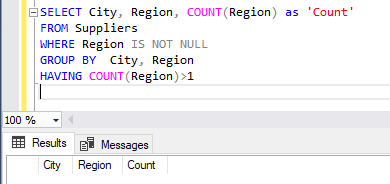 SELECT City, Region, COUNT(Region) as 'Count'
FROM Suppliers
WHERE Region IS NOT NULL
GROUP BY  City, Region
HAVING COUNT(Region)>1
100 %
Results Messages
City Region Count